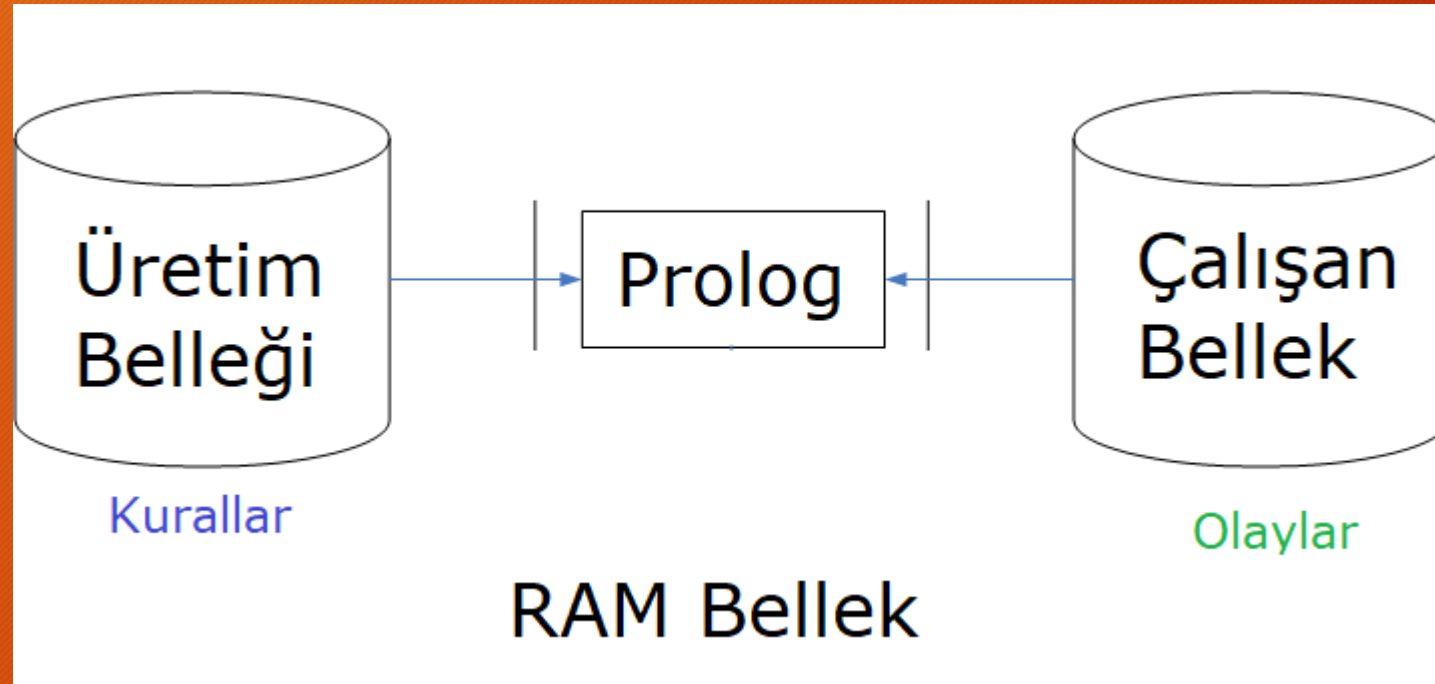 Üretim
Belleği
Prolog
Çalışan
Bellek
Kurallar
Olaylar
RAM Bellek